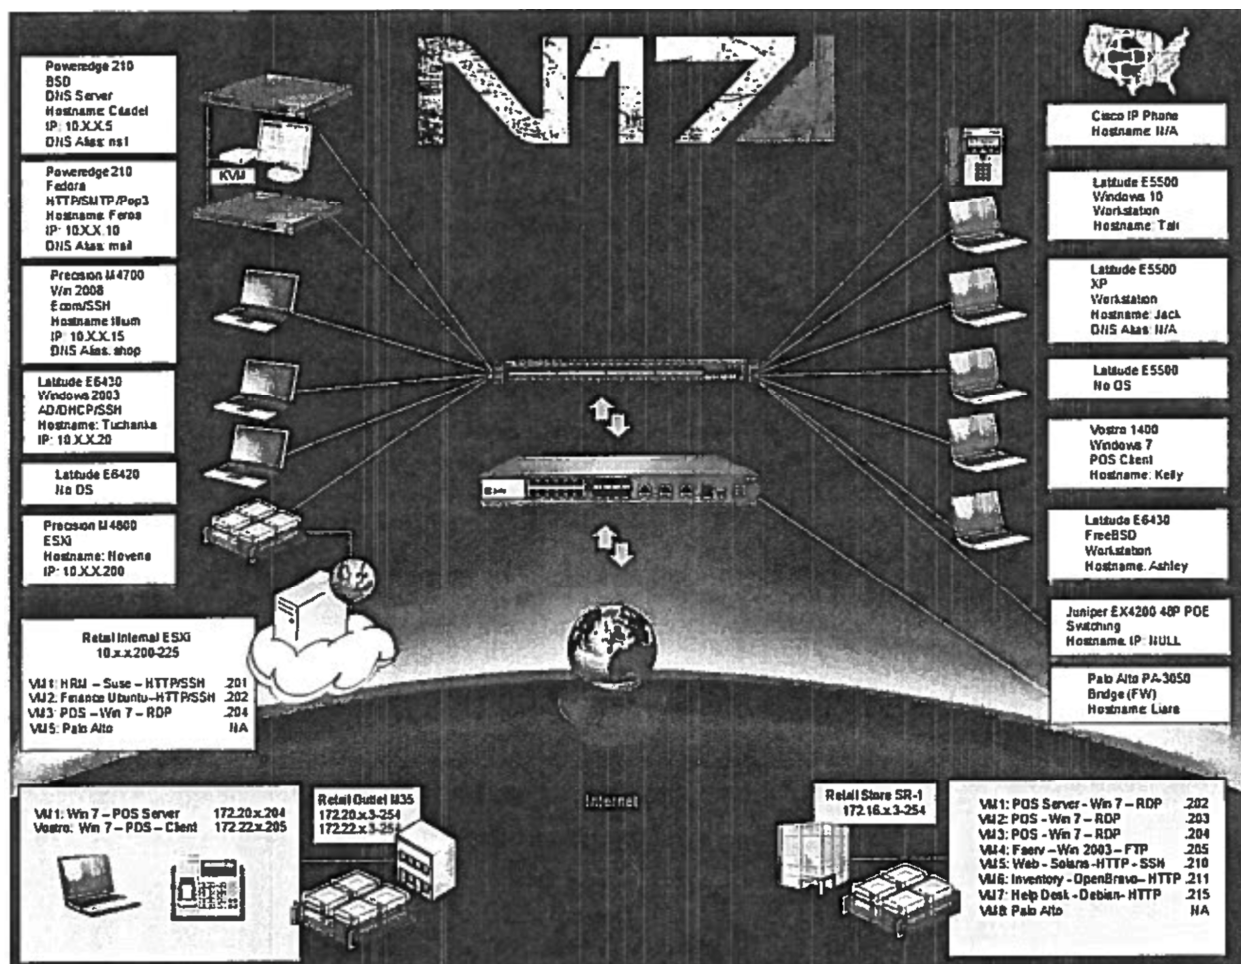 N17
Poweredge 210
BSD
DNS Server
Hostname: Citadel
IP: 10.X.X.5
DNS Alias: ns1
KVM
Poweredge 210
Fedora
HTTP/SMTP/Pop3
Hostname: Feros
IP: 10.X.X.10
DNS Alias: mail
Precision M4700
Win 2008
Ecom/SSH
Hostname: Illium
IP: 10.X.X.15
DNS Alias: shop
Latitude E6430
Windows 2003
AD/DHCP/SSH
Hostname: Tuchanka
IP: 10.X.X.20
Latitude E6420
No OS
Precision M4800
ESXi
Hostname: Noveria
IP: 10.X.X.200
Retail Internal ESXi
10.x.x.200-225
VM1: HRM – Suse – HTTP/SSH .201
VM2: Finance Ubuntu–HTTP/SSH .202
VM3: POS – Win 7 – RDP .204
VM5: Palo Alto NA
Cisco IP Phone
Hostname: N/A
Latitude E5500
Windows 10
Workstation
Hostname: Tali
Latitude E5500
XP
Workstation
Hostname: Jack
DNS Alias: N/A
Latitude E5500
No OS
Vostro 1400
Windows 7
POS Client
Hostname: Kelly
Latitude E6430
FreeBSD
Workstation
Hostname: Ashley
Juniper EX4200 48P POE
Switching
Hostname: IP: NULL
Palo Alto PA-3050
Bridge (FW)
Hostname: Liara
Internet
VM1: Win 7 – POS Server 172.20.x.204
Vostro: Win 7 – POS – Client 172.22.x.205
Retail Outlet M35
172.20.x.3-254
172.22.x.3-254
Retail Store SR-1
172.16.x.3-254
VM1: POS Server - Win 7 – RDP .202
VM2: POS - Win 7 – RDP .203
VM3: POS - Win 7 – RDP .204
VM4: Fserv – Win 2003 – FTP .205
VM5: Web - Solaris - HTTP - SSH .210
VM6: Inventory - OpenBravo – HTTP .211
VM7: Help Desk - Debian - HTTP .215
VM8: Palo Alto NA